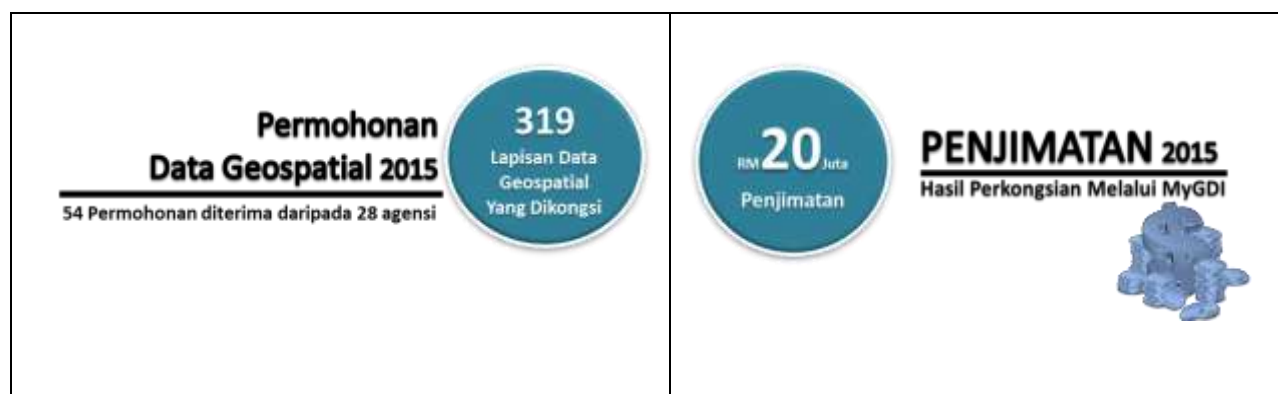 Permohonan
Data Geospatial 2015
54 Permohonan diterima daripada 28 agensi
319
Lapisan Data
Geospatial
Yang Dikongsi
RM 20 Juta
Penjimatan
PENJIMATAN 2015
Hasil Perkongsian Melalui MyGDI